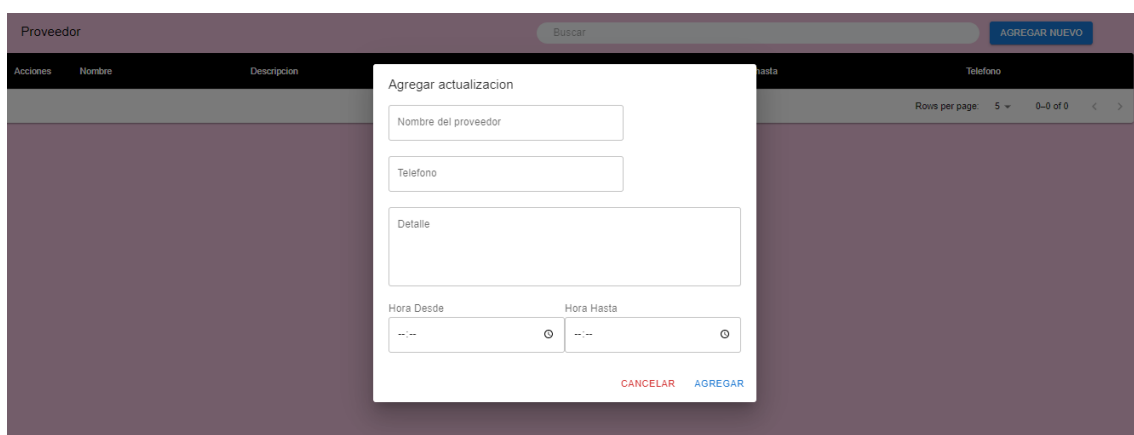 Proveedor
Buscar
AGREGAR NUEVO
Acciones Nombre Descripcion hasta Telefono
Rows per page: 5 0–0 of 0
Agregar actualizacion
Nombre del proveedor
Telefono
Detalle
Hora Desde Hora Hasta
--:-- --:--
CANCELAR AGREGAR